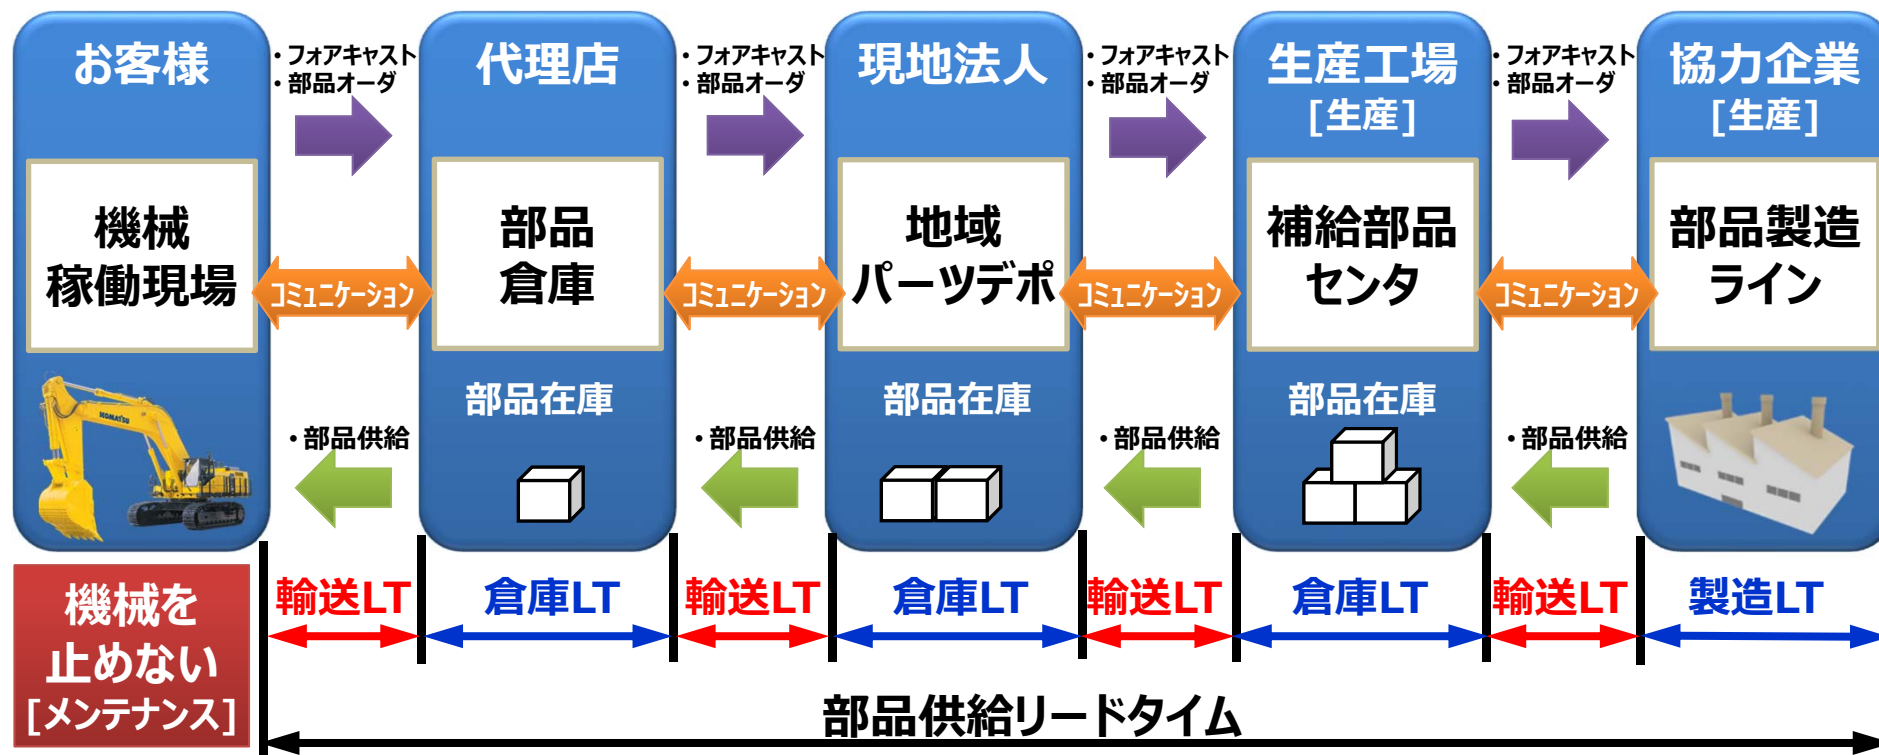 お客様
・フォアキャスト
・部品オーダ
代理店
・フォアキャスト
・部品オーダ
現地法人
・フォアキャスト
・部品オーダ
生産工場
[生産]
・フォアキャスト
・部品オーダ
協力企業
[生産]
機械
稼働現場
コミュニケーション
部品
倉庫
コミュニケーション
地域
パーツデポ
コミュニケーション
補給部品
センタ
コミュニケーション
部品製造
ライン
KOMATSU
・部品供給
部品在庫
・部品供給
部品在庫
・部品供給
部品在庫
・部品供給
機械を
止めない
[メンテナンス]
輸送LT
倉庫LT
輸送LT
倉庫LT
輸送LT
倉庫LT
輸送LT
製造LT
部品供給リードタイム